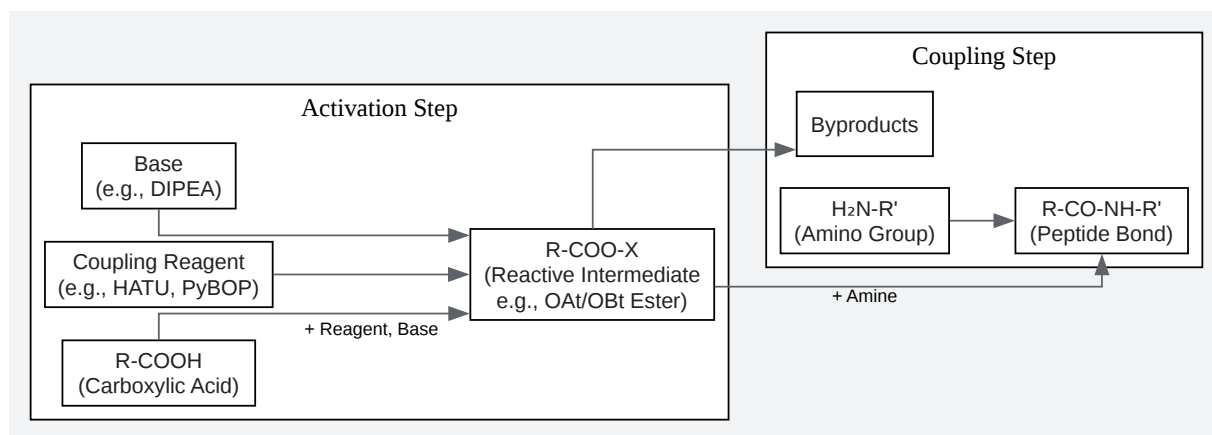 Activation Step
Base
(e.g., DIPEA)
Coupling Reagent
(e.g., HATU, PyBOP)
R-COOH
(Carboxylic Acid)
+ Reagent, Base
R-COO-X
(Reactive Intermediate
e.g., OAt/OBt Ester)
Coupling Step
Byproducts
H₂N-R'
(Amino Group)
R-CO-NH-R'
(Peptide Bond)
+ Amine